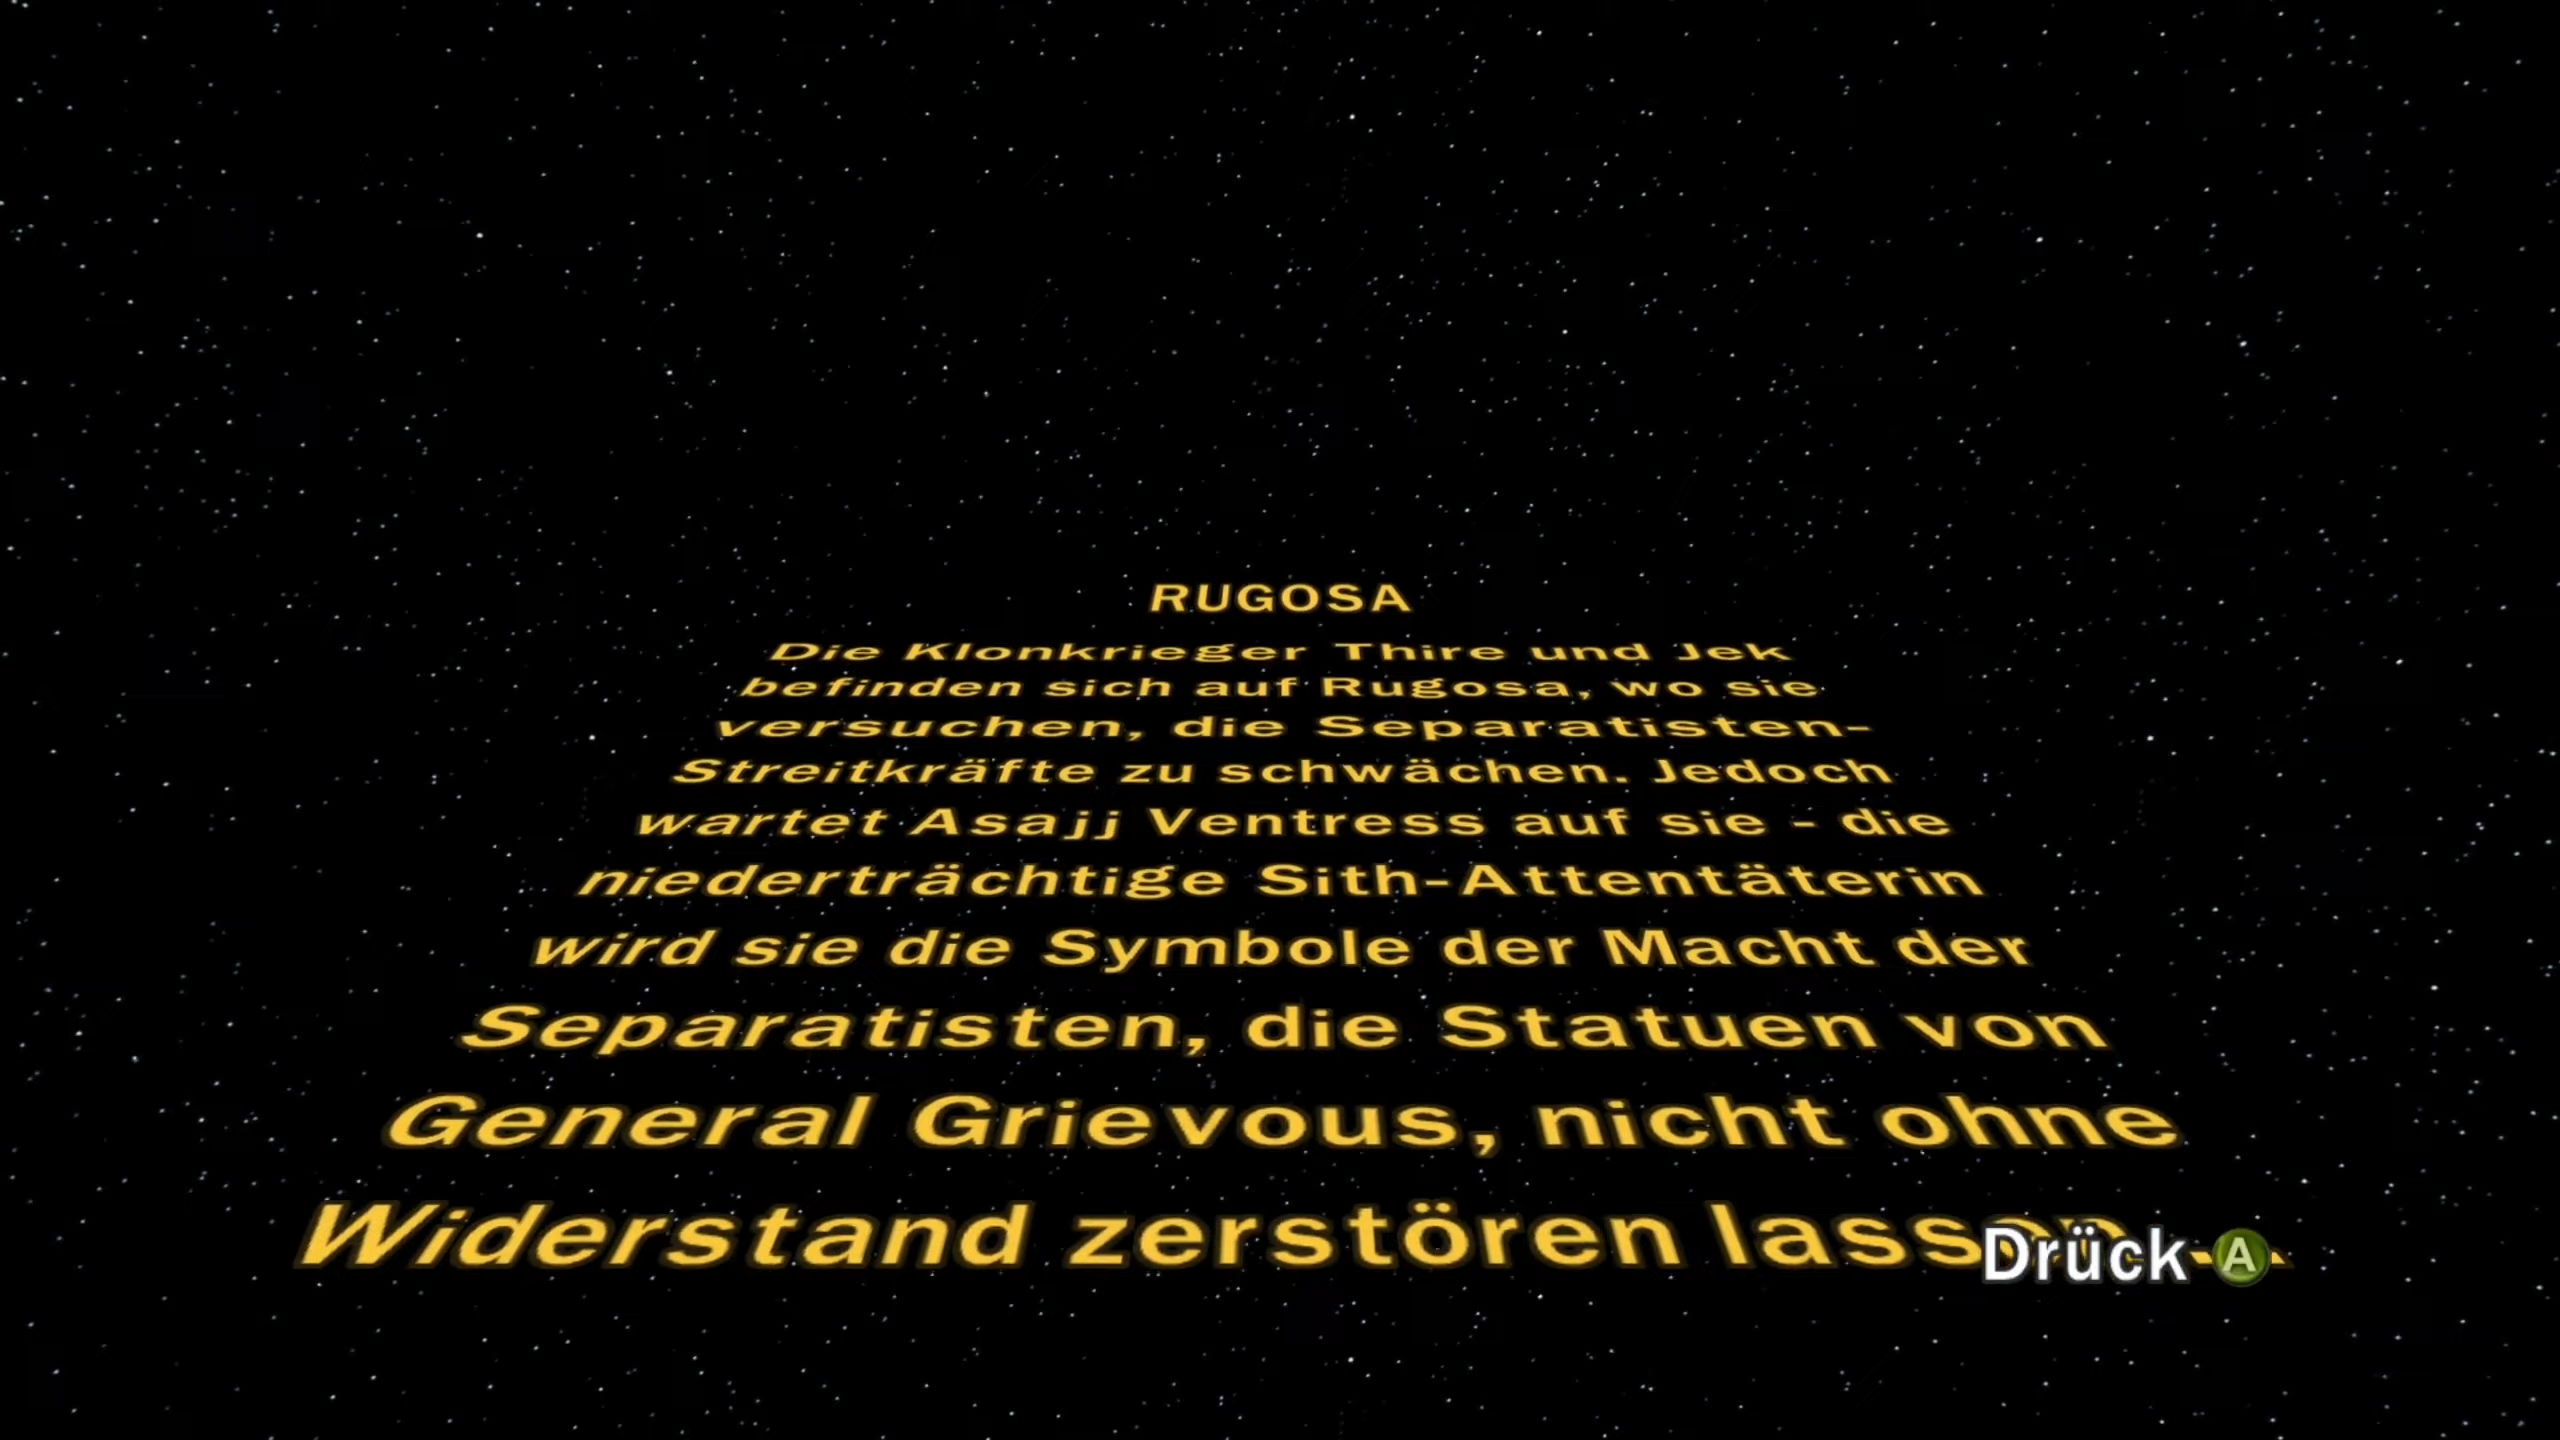 RUGOSA
Die Klonkrieger Thire und Jek
befinden sich auf Rugosa, wo sie
versuchen, die Separatisten-
Streitkräfte zu schwächen. Jedoch
wartet Asajj Ventress auf sie - die
niederträchtige Sith-Attentäterin
wird sie die Symbole der Macht der
Separatisten, die Statuen von
General Grievous, nicht ohne
Widerstand zerstören
Drück A